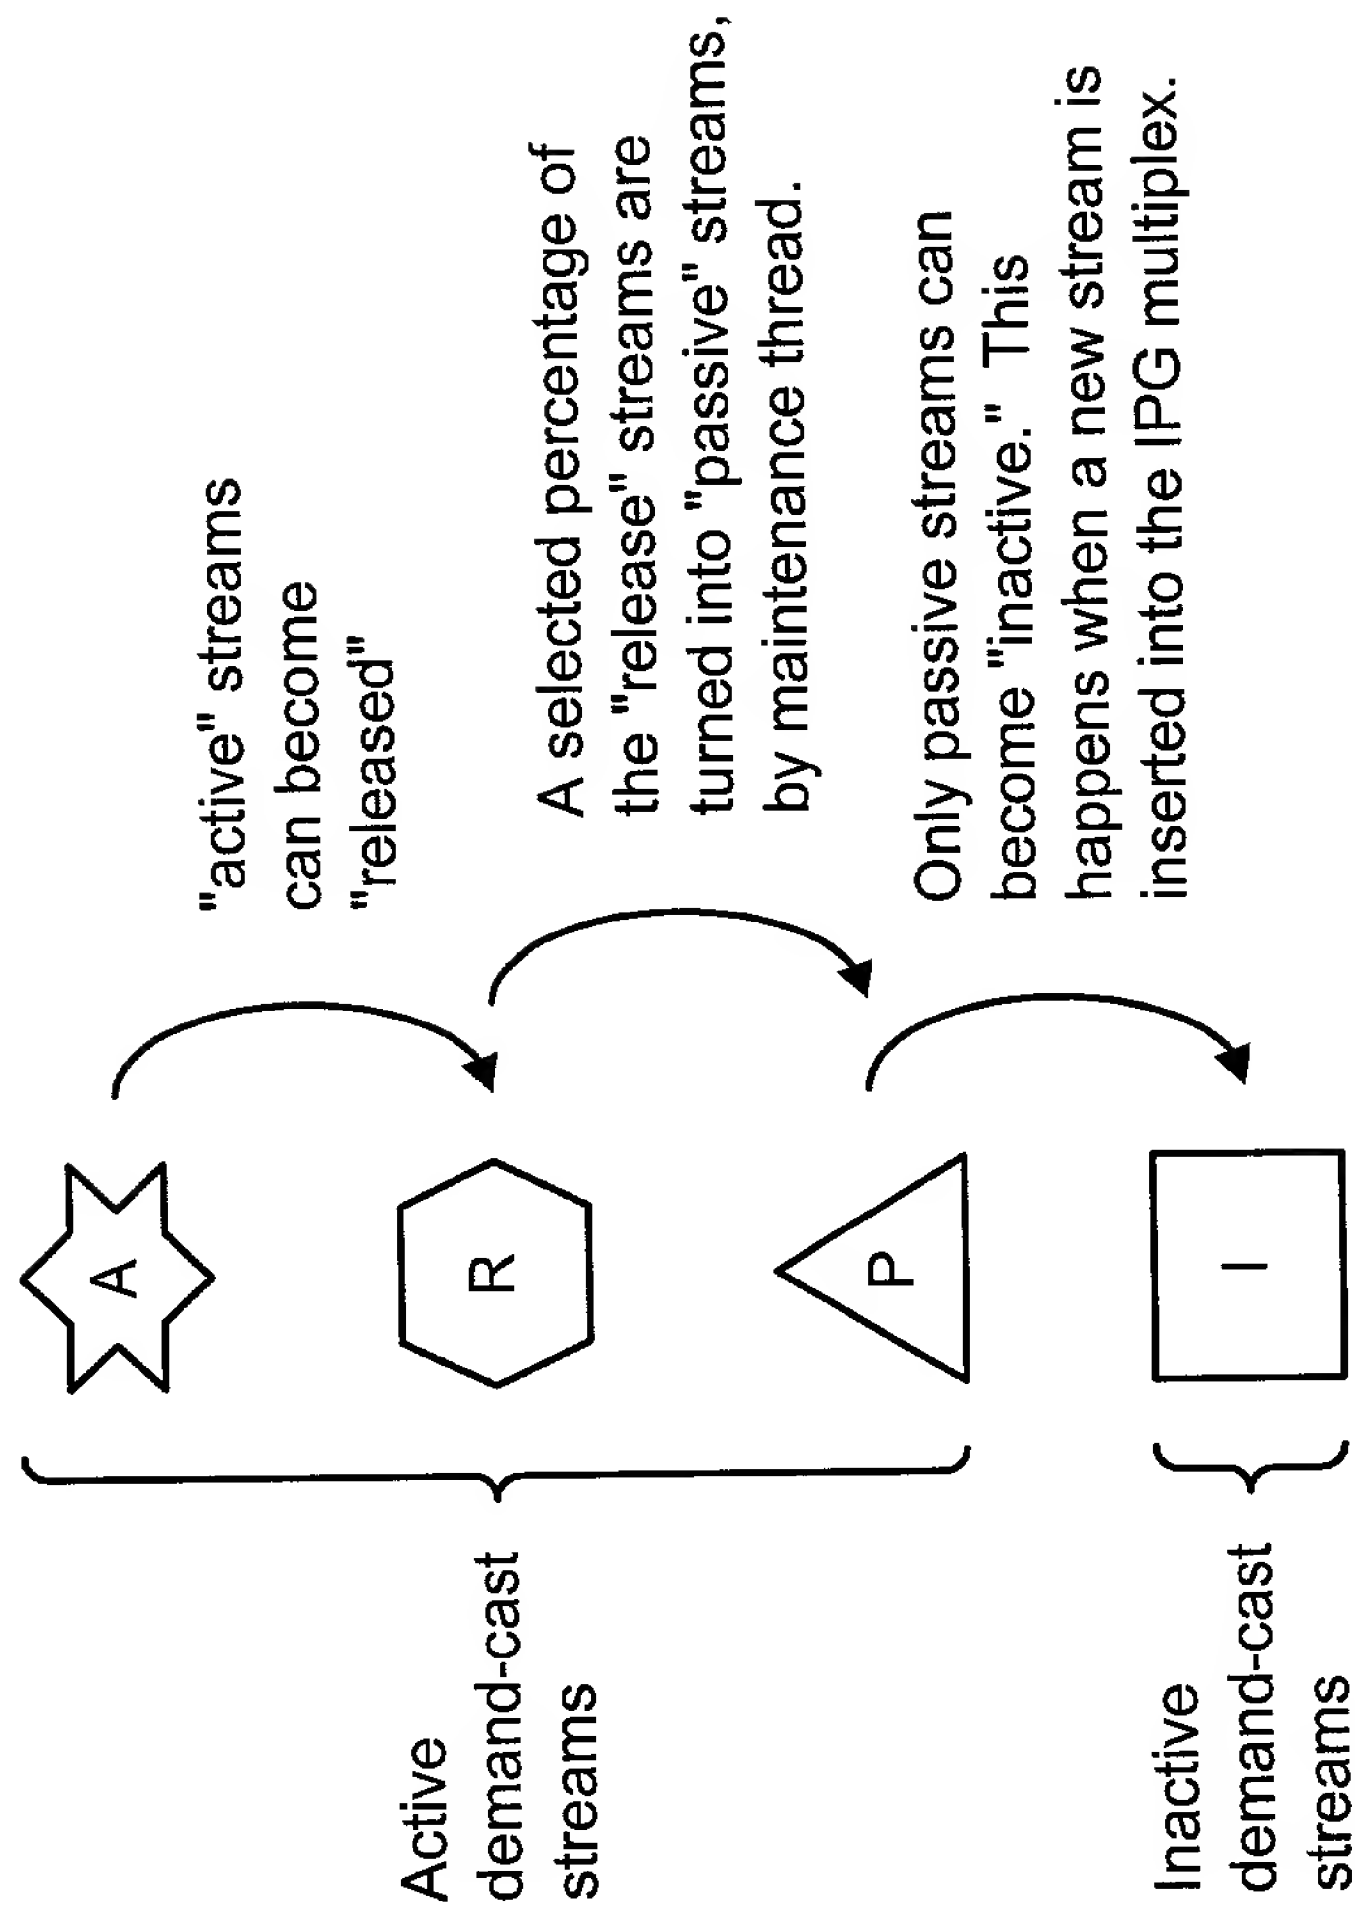 Active
demand-cast
streams
A
R
P
"active" streams
can become
"released"
A selected percentage of
the "release" streams are
turned into "passive" streams,
by maintenance thread.
Inactive
demand-cast
streams
I
Only passive streams can
become "inactive." This
happens when a new stream is
inserted into the IPG multiplex.